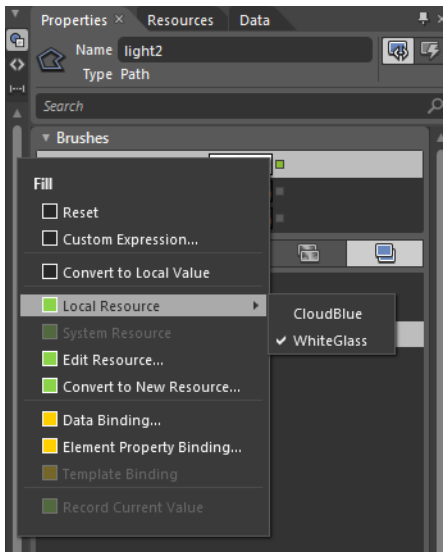 Properties × Resources Data
Name light2
Type Path
Search
Brushes
Fill
Reset
Custom Expression...
Convert to Local Value
Local Resource
CloudBlue
WhiteGlass
System Resource
Edit Resource...
Convert to New Resource...
Data Binding...
Element Property Binding...
Template Binding
Record Current Value